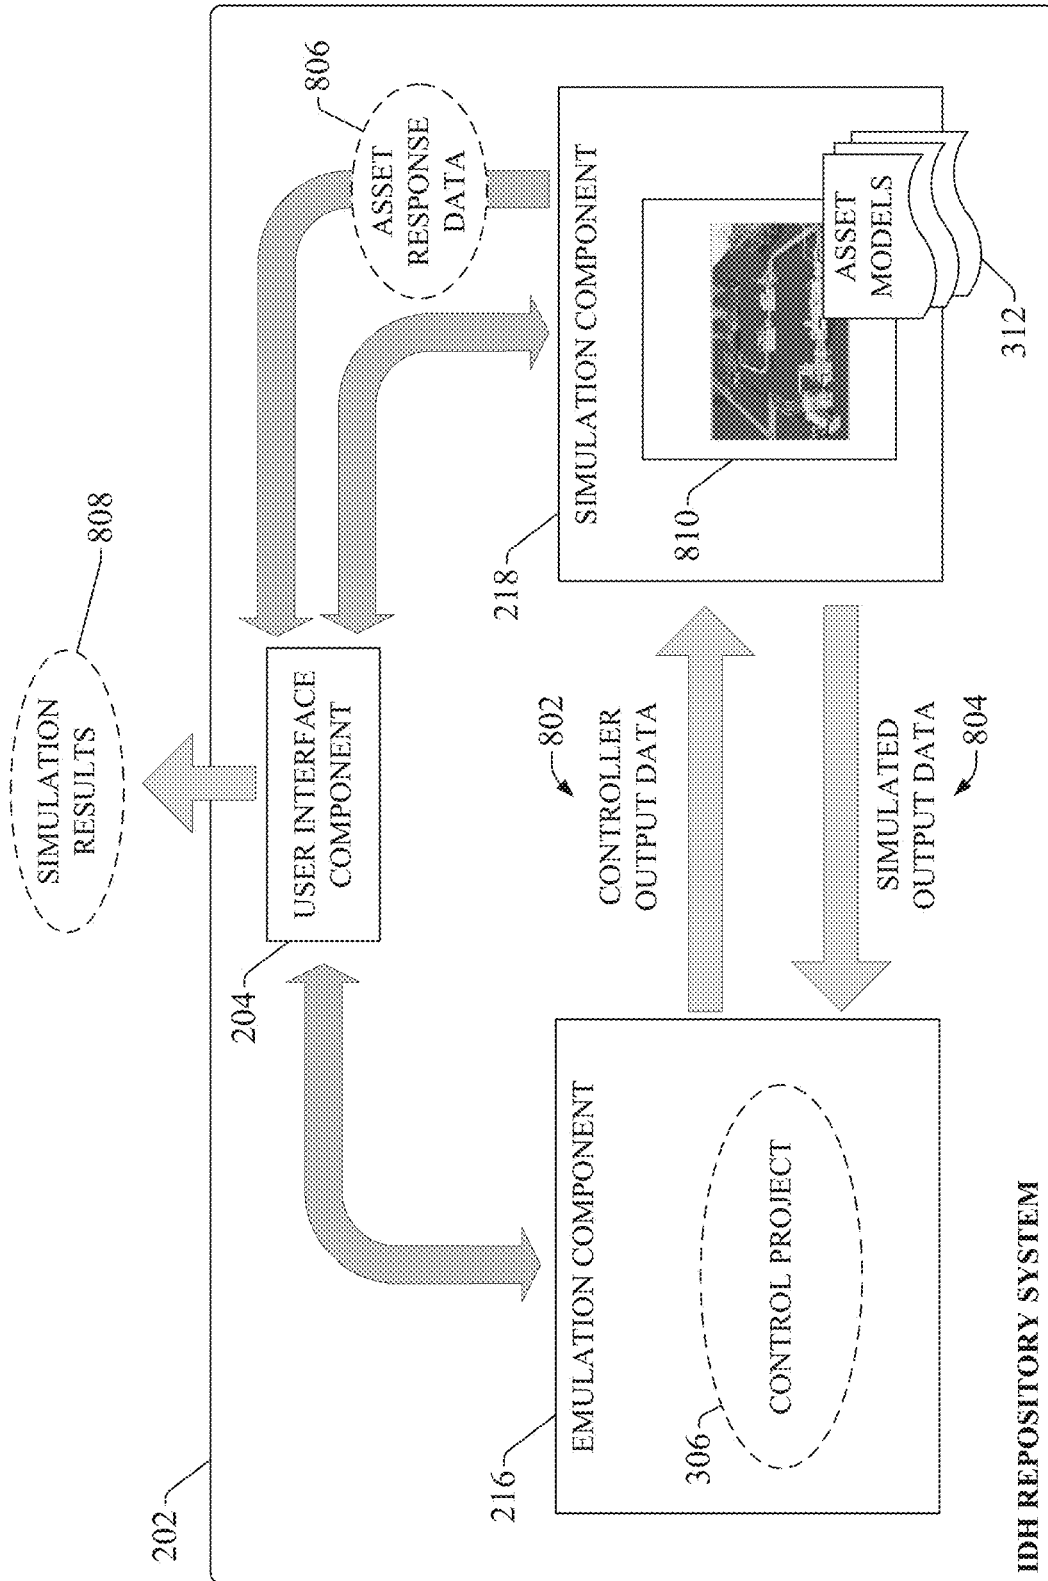 SIMULATION
RESULTS
808
202
204
USER INTERFACE
COMPONENT
ASSET
RESPONSE
DATA
806
216
EMULATION COMPONENT
306
CONTROL PROJECT
802
CONTROLLER
OUTPUT DATA
SIMULATED
OUTPUT DATA
804
218
SIMULATION COMPONENT
810
ASSET
MODELS
312
IDH REPOSITORY SYSTEM